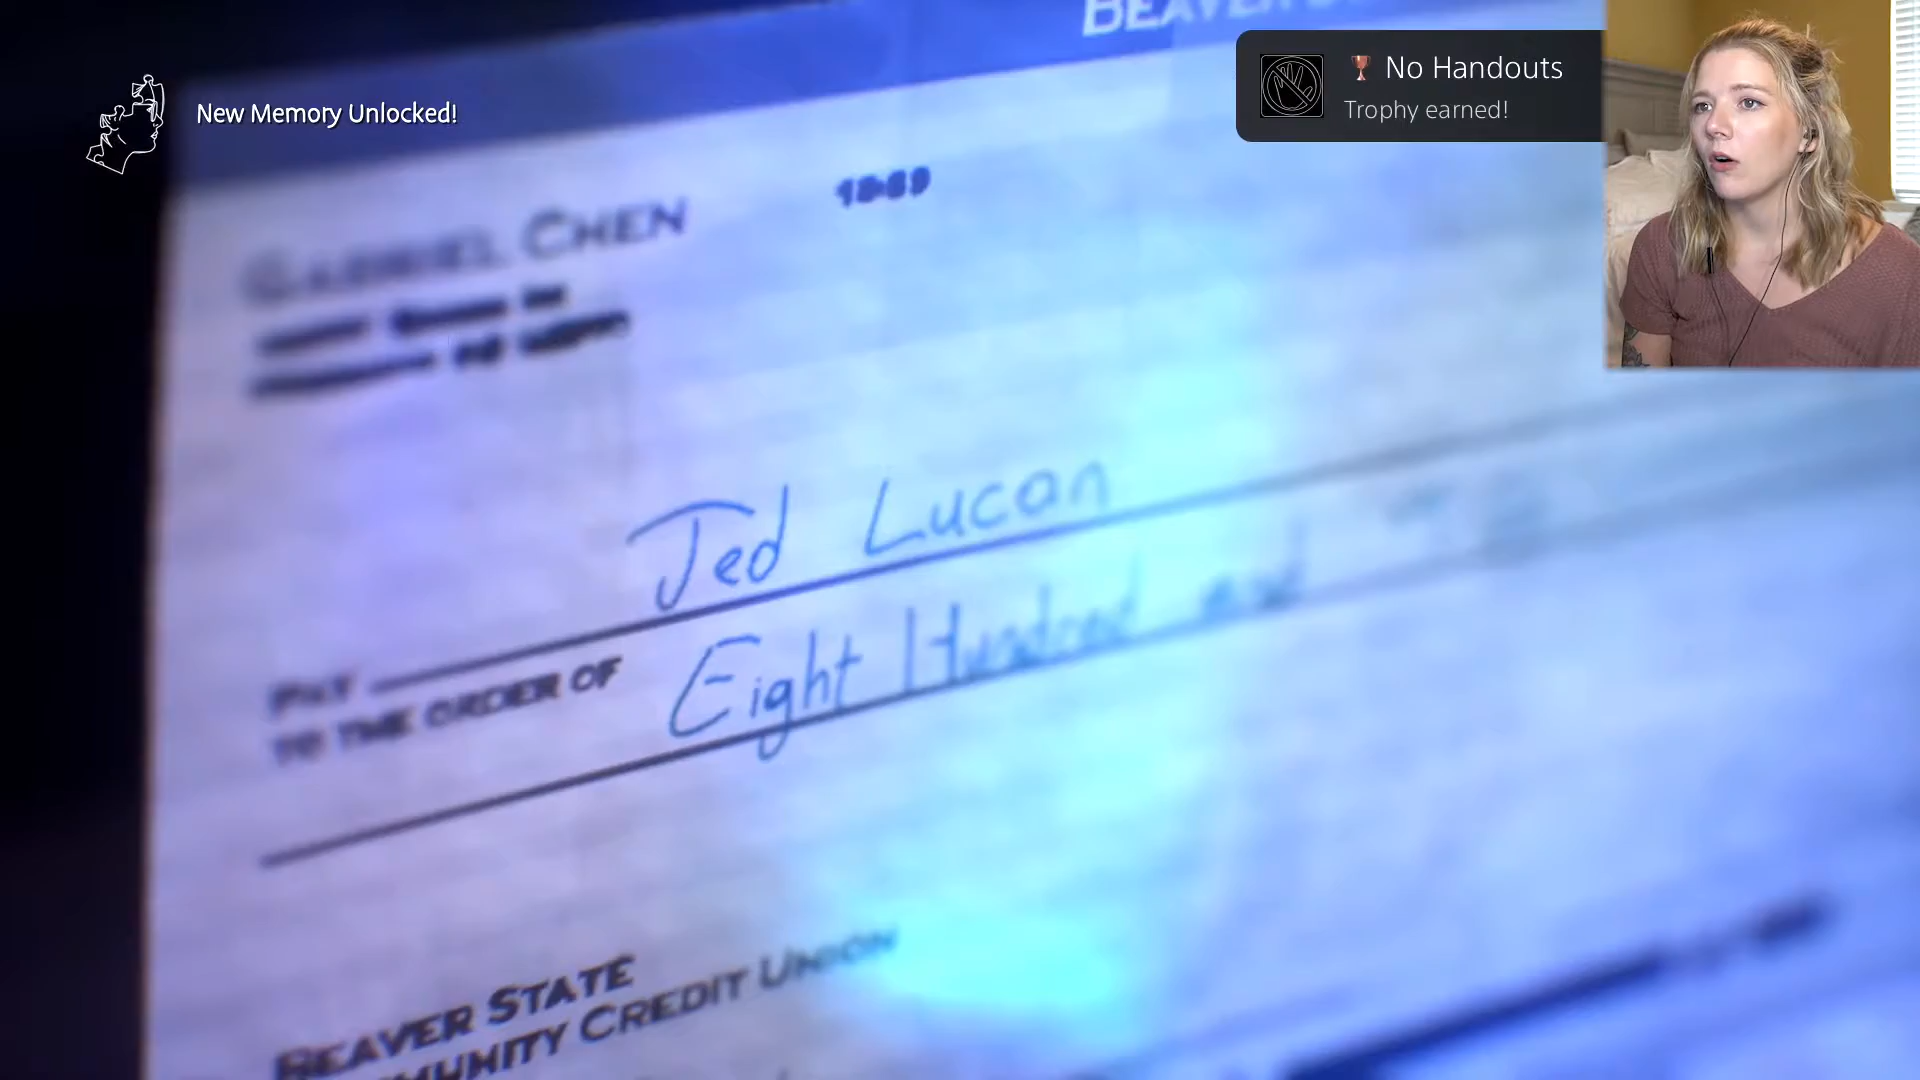 No Handouts
Trophy earned!
New Memory Unlocked!
GABRIEL CHEN
Jed Lucan
PAY
TO THE ORDER OF
Eight Hundred and
BEAVER STATE
COMMUNITY CREDIT UNION